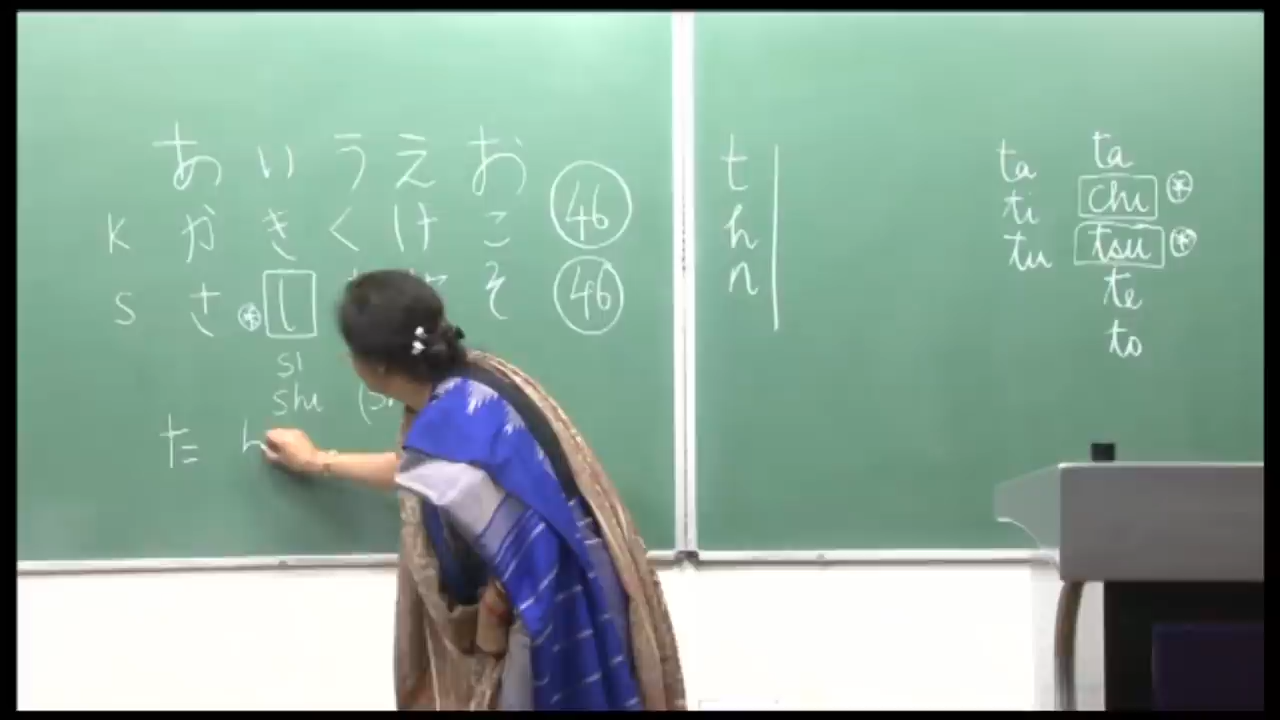 あ い う え お 46
K か き く け こ
S さ * し そ 46
si
shi
た
t
h
n
ta ta
ti chi *
tu tsu *
te
to